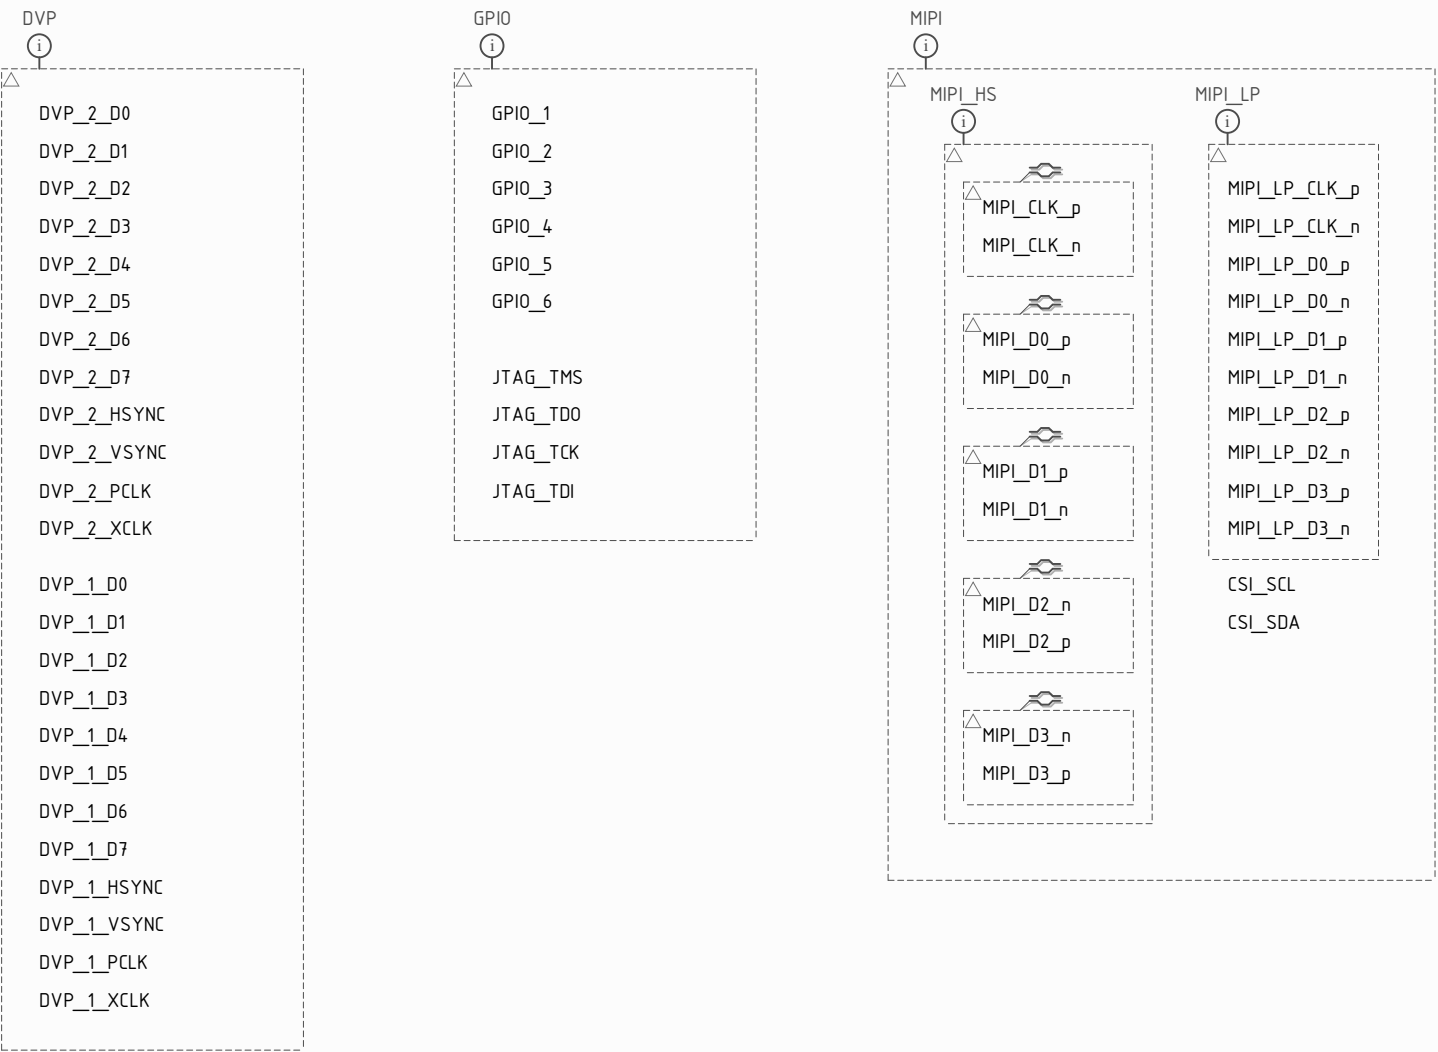 DVP
i
DVP_2_D0
DVP_2_D1
DVP_2_D2
DVP_2_D3
DVP_2_D4
DVP_2_D5
DVP_2_D6
DVP_2_D7
DVP_2_HSYNC
DVP_2_VSYNC
DVP_2_PCLK
DVP_2_XCLK
DVP_1_D0
DVP_1_D1
DVP_1_D2
DVP_1_D3
DVP_1_D4
DVP_1_D5
DVP_1_D6
DVP_1_D7
DVP_1_HSYNC
DVP_1_VSYNC
DVP_1_PCLK
DVP_1_XCLK
GPIO
i
GPIO_1
GPIO_2
GPIO_3
GPIO_4
GPIO_5
GPIO_6
JTAG_TMS
JTAG_TDO
JTAG_TCK
JTAG_TDI
MIPI
i
MIPI_HS
i
MIPI_CLK_p
MIPI_CLK_n
MIPI_D0_p
MIPI_D0_n
MIPI_D1_p
MIPI_D1_n
MIPI_D2_n
MIPI_D2_p
MIPI_D3_n
MIPI_D3_p
MIPI_LP
i
MIPI_LP_CLK_p
MIPI_LP_CLK_n
MIPI_LP_D0_p
MIPI_LP_D0_n
MIPI_LP_D1_p
MIPI_LP_D1_n
MIPI_LP_D2_p
MIPI_LP_D2_n
MIPI_LP_D3_p
MIPI_LP_D3_n
CSI_SCL
CSI_SDA